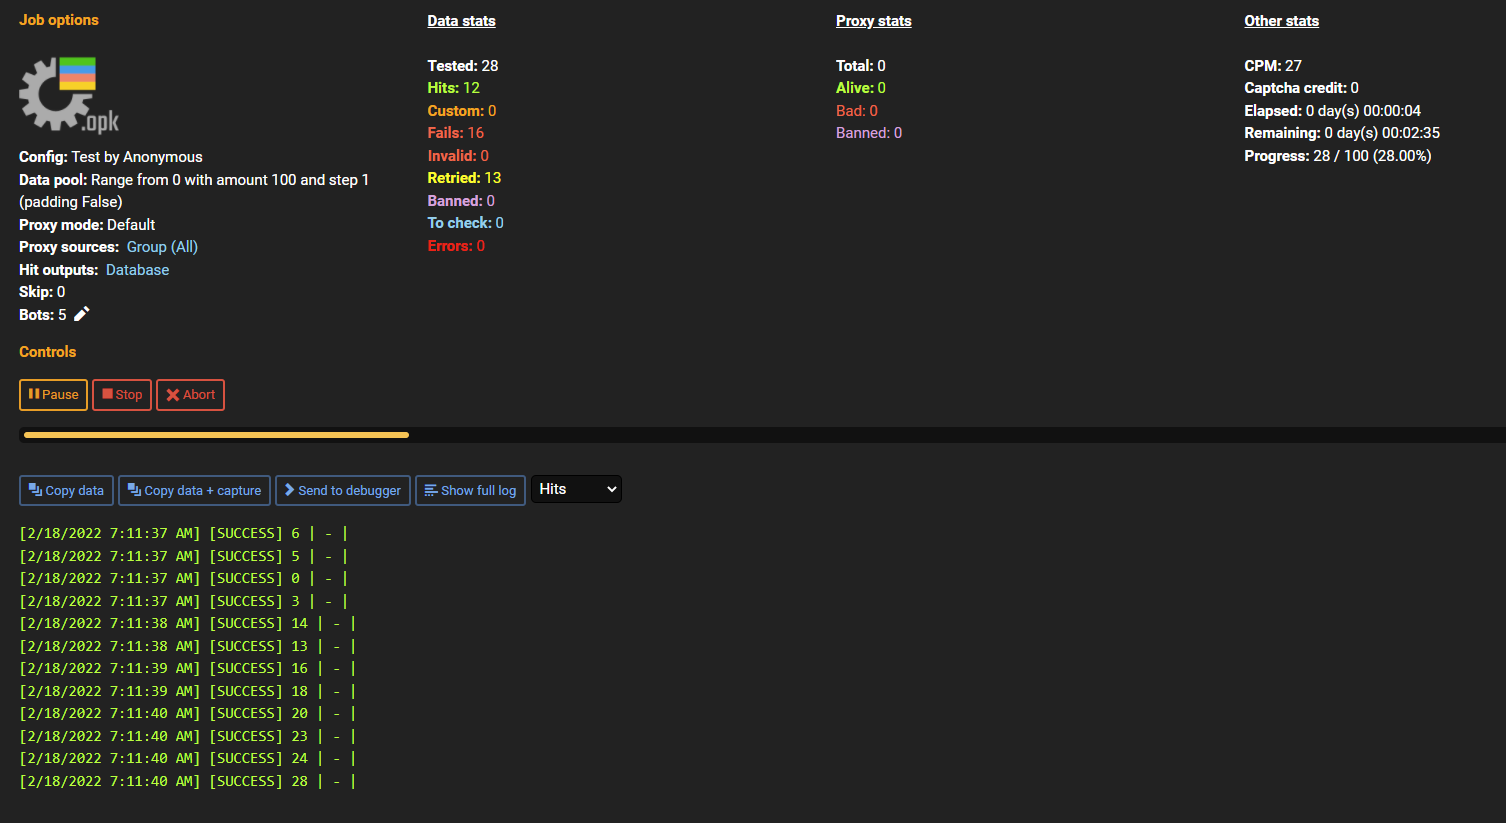 Job options
.opk
Config: Test by Anonymous
Data pool: Range from 0 with amount 100 and step 1
(padding False)
Proxy mode: Default
Proxy sources: Group (All)
Hit outputs: Database
Skip: 0
Bots: 5
Data stats
Tested: 28
Hits: 12
Custom: 0
Fails: 16
Invalid: 0
Retried: 13
Banned: 0
To check: 0
Errors: 0
Proxy stats
Total: 0
Alive: 0
Bad: 0
Banned: 0
Other stats
CPM: 27
Captcha credit: 0
Elapsed: 0 day(s) 00:00:04
Remaining: 0 day(s) 00:02:35
Progress: 28 / 100 (28.00%)
Controls
Pause Stop Abort
Copy data Copy data + capture Send to debugger Show full log Hits
[2/18/2022 7:11:37 AM] [SUCCESS] 6 | - |
[2/18/2022 7:11:37 AM] [SUCCESS] 5 | - |
[2/18/2022 7:11:37 AM] [SUCCESS] 0 | - |
[2/18/2022 7:11:37 AM] [SUCCESS] 3 | - |
[2/18/2022 7:11:38 AM] [SUCCESS] 14 | - |
[2/18/2022 7:11:38 AM] [SUCCESS] 13 | - |
[2/18/2022 7:11:39 AM] [SUCCESS] 16 | - |
[2/18/2022 7:11:39 AM] [SUCCESS] 18 | - |
[2/18/2022 7:11:40 AM] [SUCCESS] 20 | - |
[2/18/2022 7:11:40 AM] [SUCCESS] 23 | - |
[2/18/2022 7:11:40 AM] [SUCCESS] 24 | - |
[2/18/2022 7:11:40 AM] [SUCCESS] 28 | - |